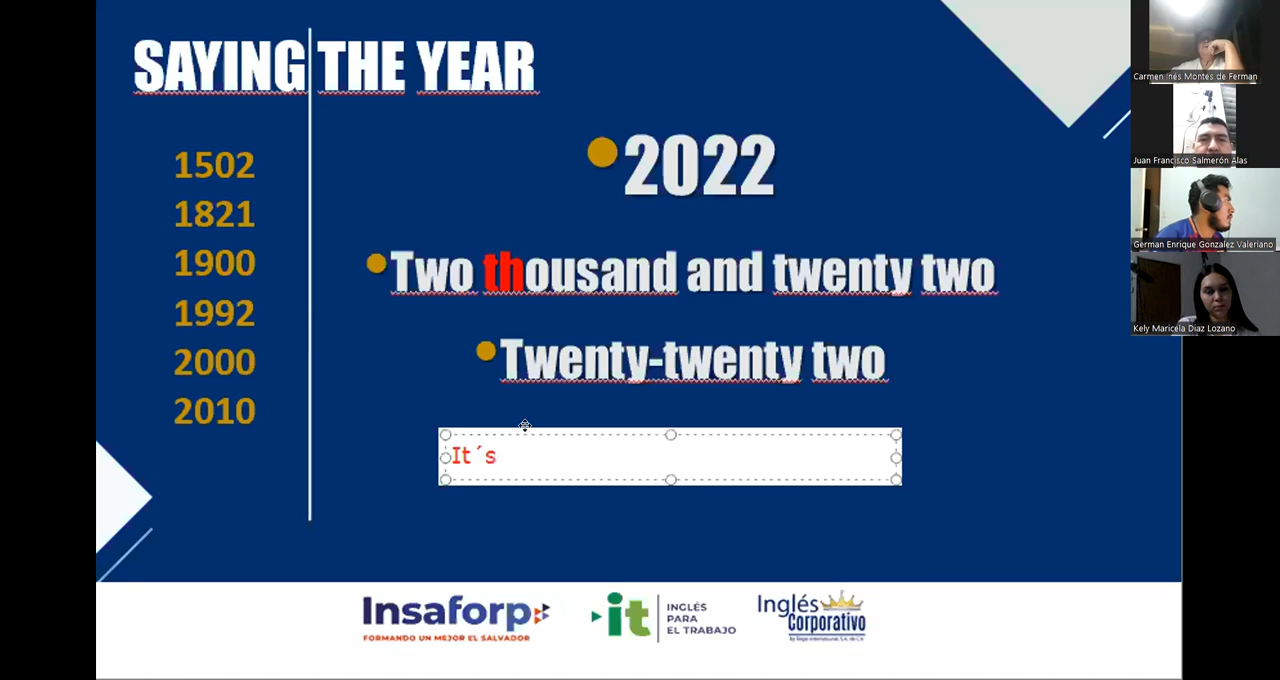 SAYING THE YEAR
1502
1821
1900
1992
2000
2010
2022
Two thousand and twenty two
Twenty-twenty two
It´s
Insaforp
FORMANDO UN MEJOR EL SALVADOR
it
INGLÉS
PARA
EL TRABAJO
Inglés
Corporativo
Carmen Inés Montes de Ferman
Juan Francisco Salmerón Alas
German Enrique Gonzalez Valeriano
Kely Maricela Diaz Lozano